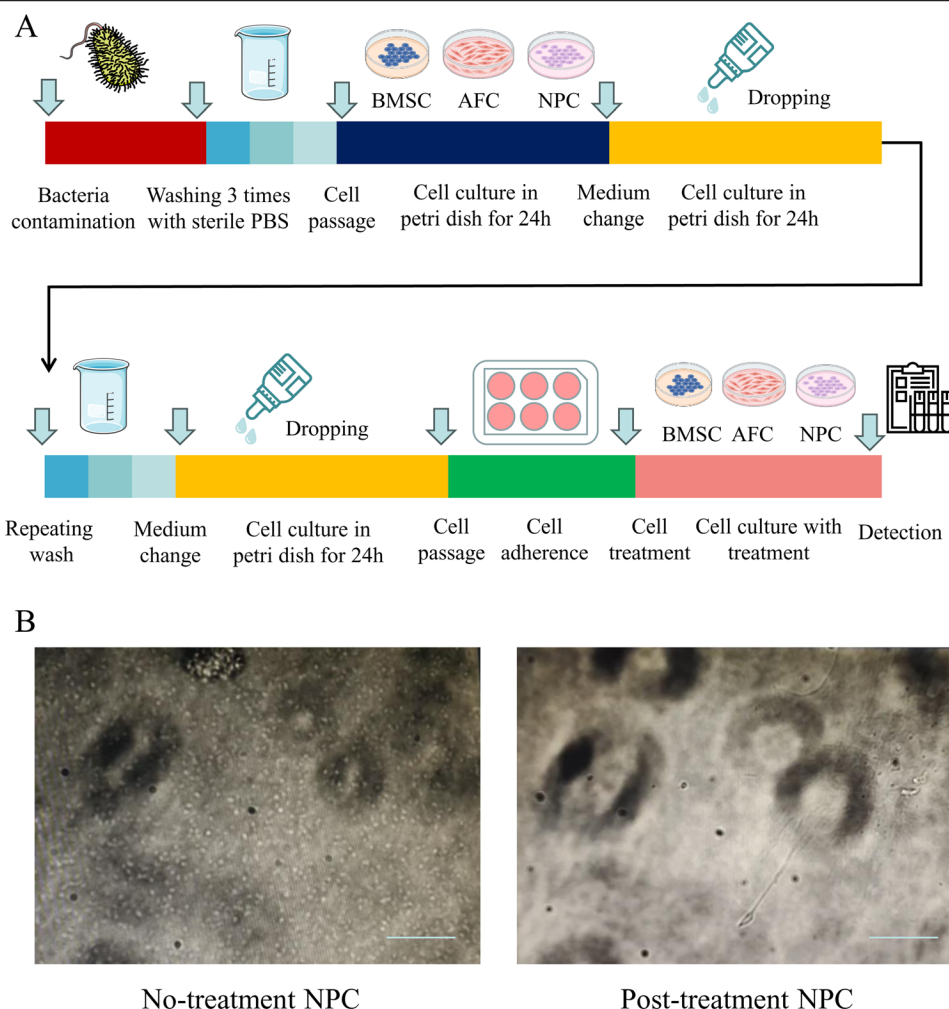 A
BMSC AFC NPC
Dropping
Bacteria contamination
Washing 3 times with sterile PBS
Cell passage
Cell culture in petri dish for 24h
Medium change
Cell culture in petri dish for 24h
Dropping
BMSC AFC NPC
Repeating wash
Medium change
Cell culture in petri dish for 24h
Cell passage
Cell adherence
Cell treatment
Cell culture with treatment
Detection
B
No-treatment NPC
Post-treatment NPC